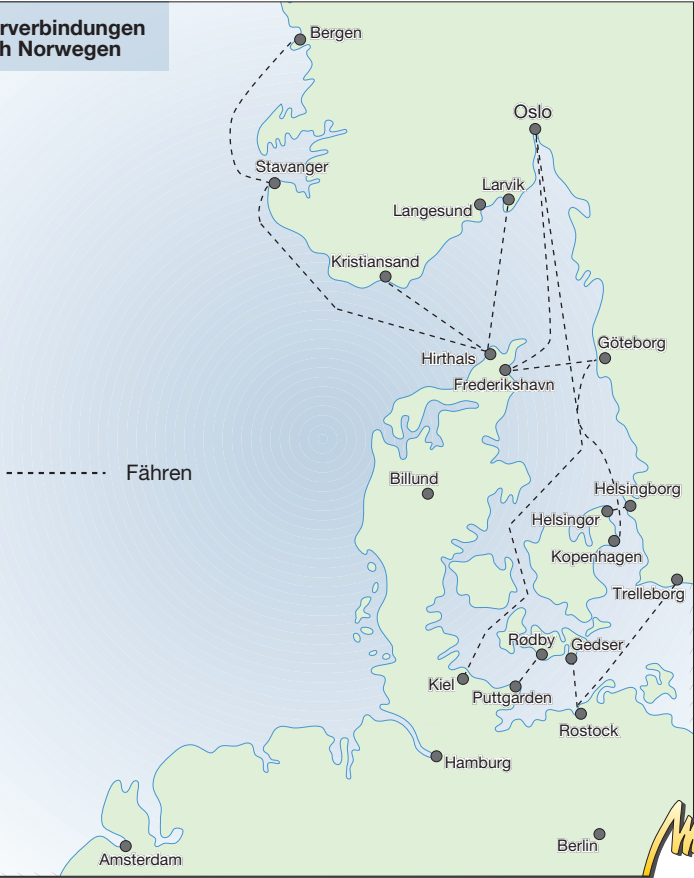 rverbindungen
h Norwegen
Bergen
Oslo
Stavanger
Larvik
Langesund
Kristiansand
Göteborg
Hirthals
Frederikshavn
Fähren
Billund
Helsingborg
Helsingør
Kopenhagen
Trelleborg
Rødby
Gedser
Kiel
Puttgarden
Rostock
Hamburg
Berlin
Amsterdam